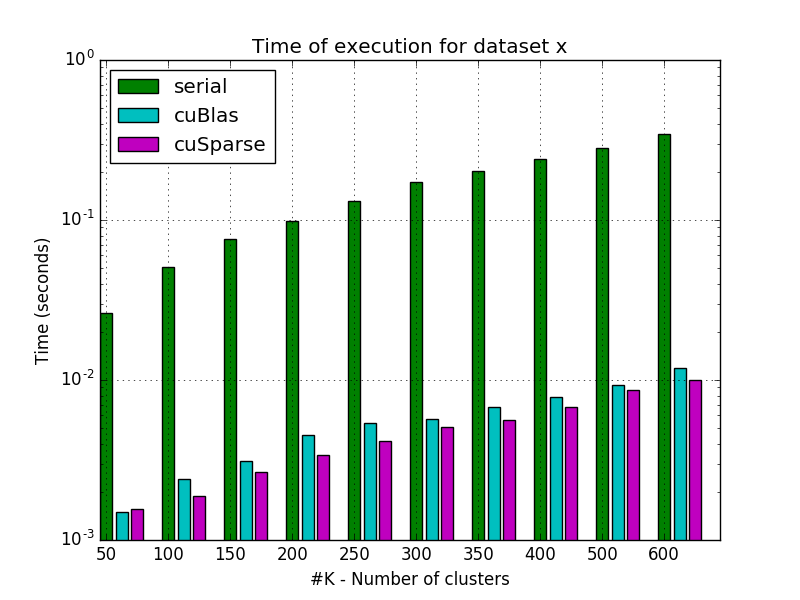 Time of execution for dataset x
10^0
10^-1
10^-2
10^-3
Time (seconds)
serial
cuBlas
cuSparse
50 100 150 200 250 300 350 400 500 600
#K - Number of clusters